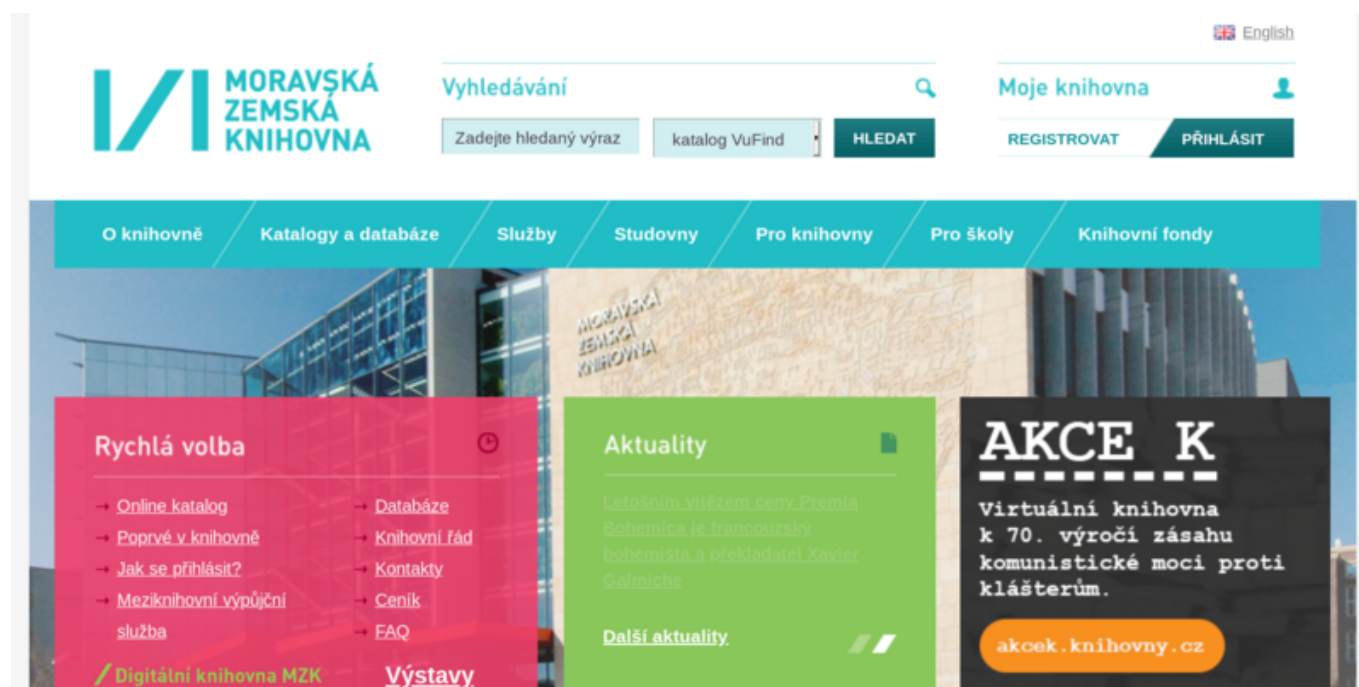 English
MORAVSKÁ
ZEMSKÁ
KNIHOVNA
Vyhledávání
Moje knihovna
Zadejte hledaný výraz
katalog VuFind
HLEDAT
REGISTROVAT
PŘIHLÁSIT
O knihovně
Katalogy a databáze
Služby
Studovny
Pro knihovny
Pro školy
Knihovní fondy
MORAVSKÁ
ZEMSKÁ
KNIHOVNA
Rychlá volba
→ Online katalog
→ Poprvé v knihovně
→ Jak se přihlásit?
→ Meziknihovní výpůjční
služba
→ Databáze
→ Knihovní řád
→ Kontakty
→ Ceník
→ FAQ
Digitální knihovna MZK
Výstavy
Aktuality
Letošním vítězem ceny Premia
Bohemica je francouzský
bohemista a překladatel Xavier
Galmiche
Další aktuality
AKCE K
Virtuální knihovna
k 70. výročí zásahu
komunistické moci proti
klášterům.
akcek.knihovny.cz